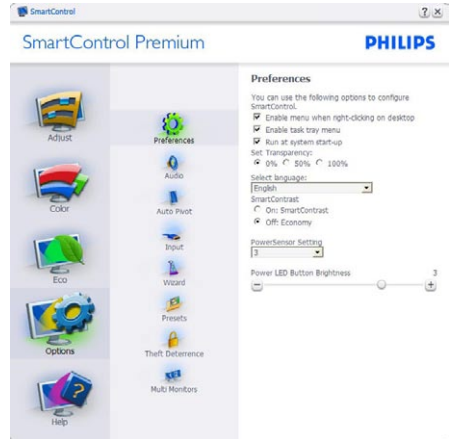 SmartControl
? ×
SmartControl Premium
PHILIPS
Adjust
Color
Eco
Options
Help
Preferences
Audio
Auto Pivot
Input
Wizard
Presets
Theft Deterrence
Multi Monitors
Preferences
You can use the following options to configure
SmartControl.
Enable menu when right-clicking on desktop
Enable task tray menu
Run at system start-up
Set Transparency:
0% 50% 100%
Select language:
English
SmartContrast
On: SmartContrast
Off: Economy
PowerSensor Setting
3
Power LED Button Brightness 3